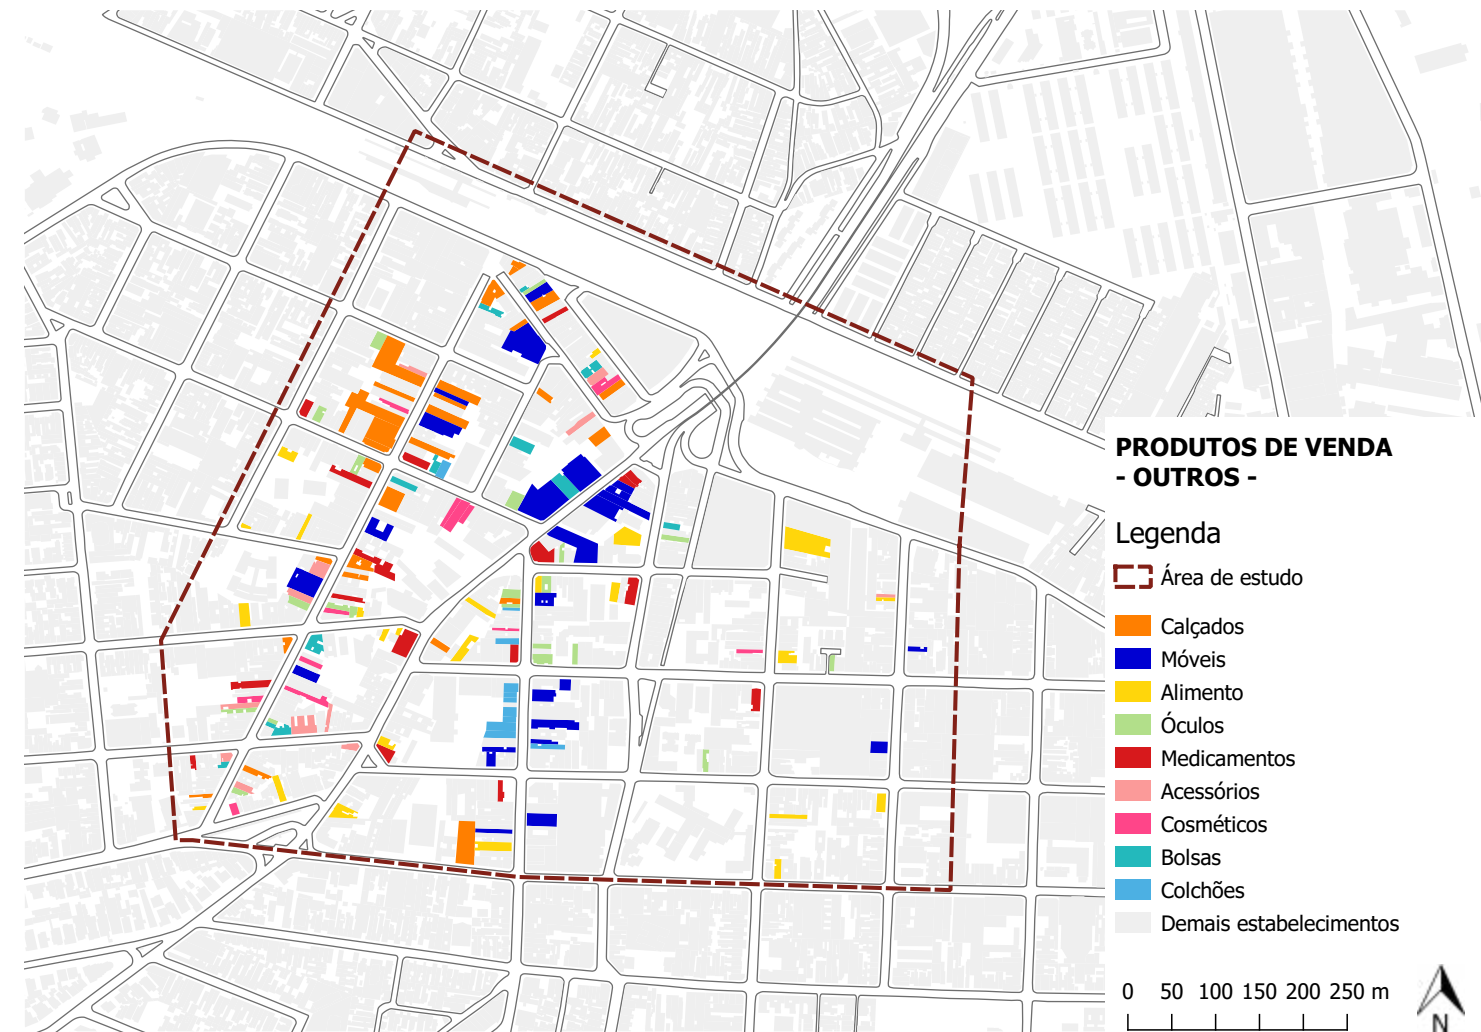 PRODUTOS DE VENDA
- OUTROS -
Legenda
Área de estudo
Calçados
Móveis
Alimento
Óculos
Medicamentos
Acessórios
Cosméticos
Bolsas
Colchões
Demais estabelecimentos
0 50 100 150 200 250 m
N